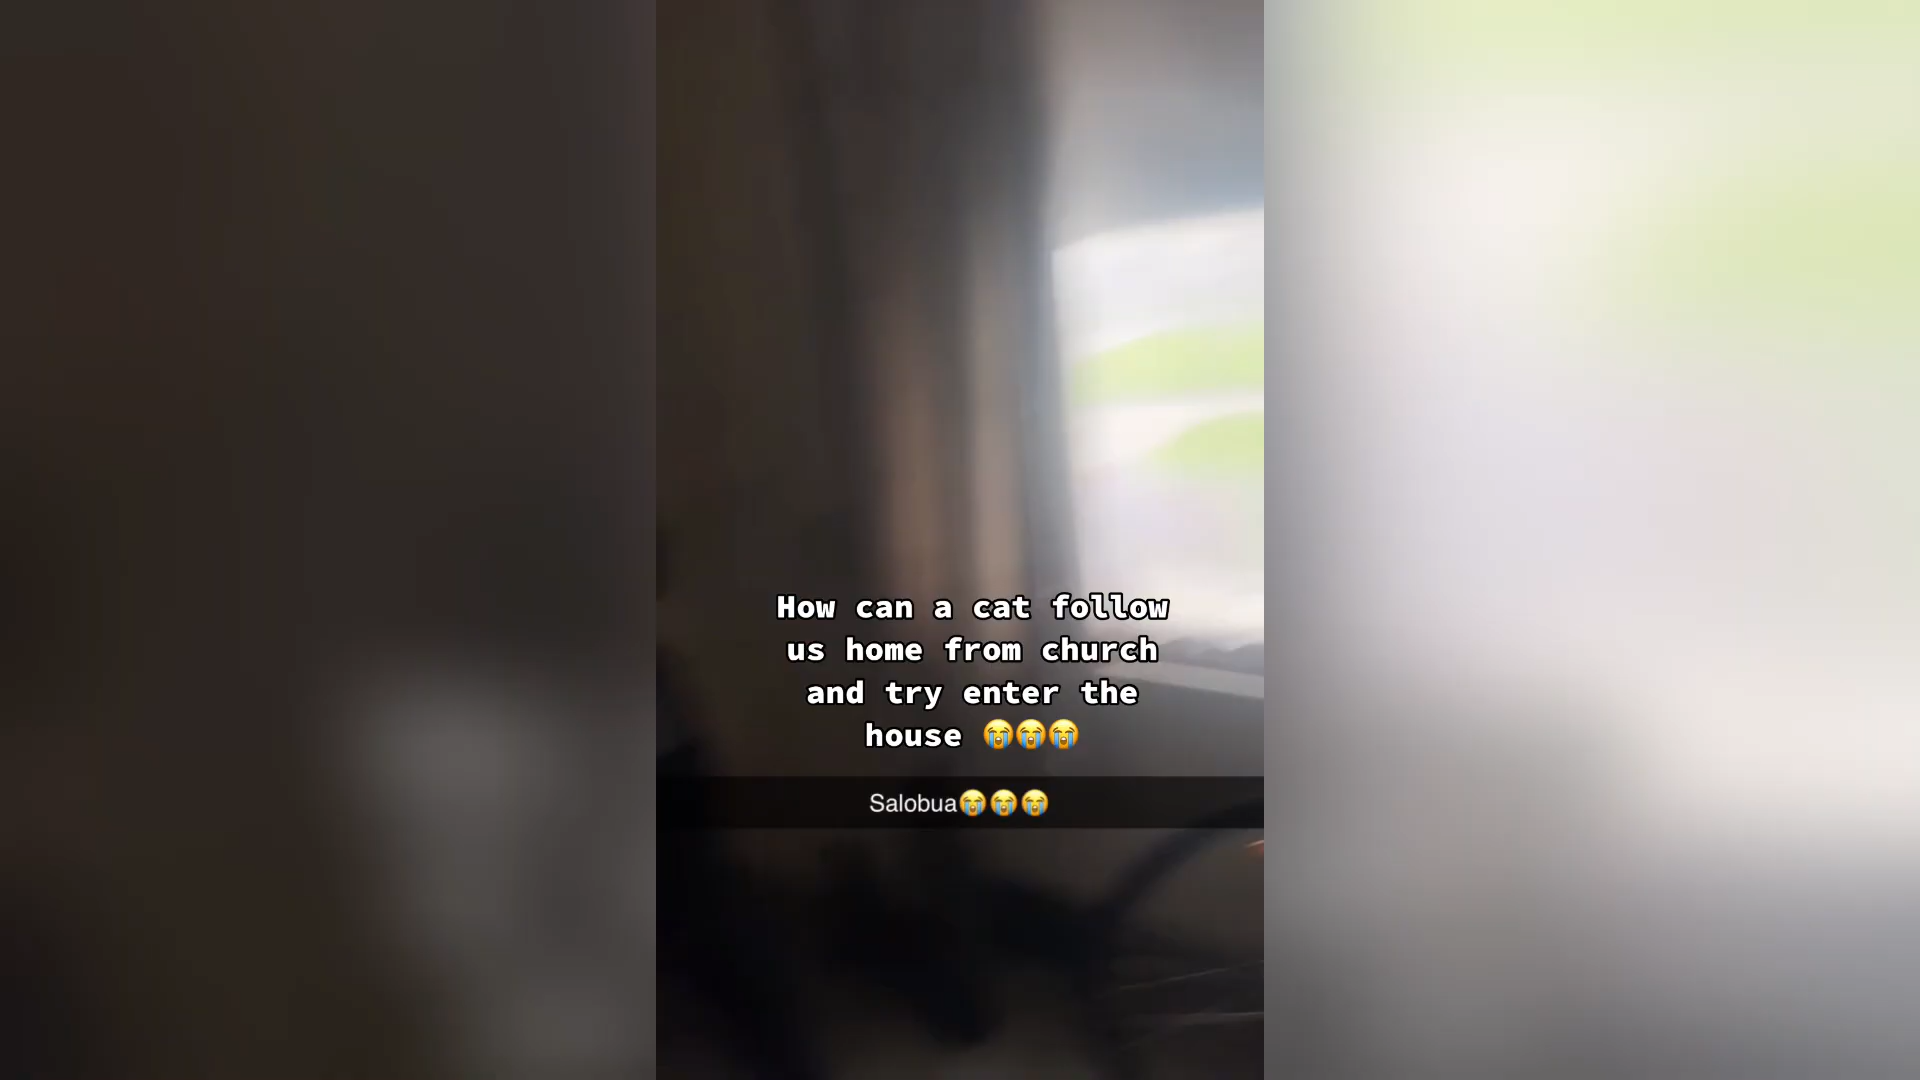 How can a cat follow
us home from church
and try enter the
house 😭😭😭
Salobua😭😭😭